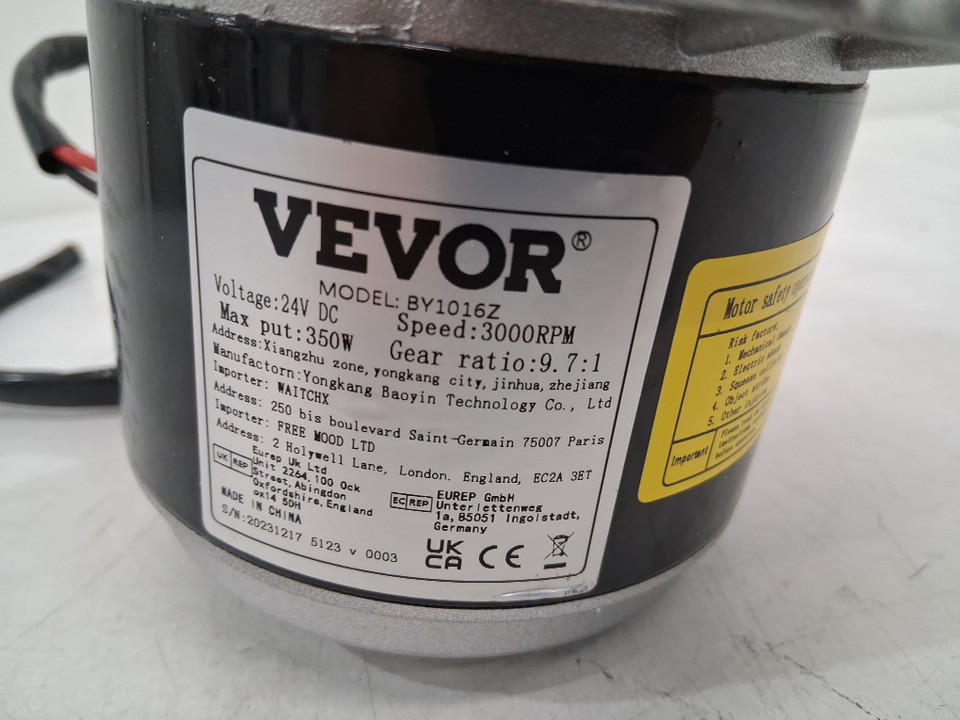 VEVOR®
MODEL: BY1016Z
Voltage:24V DC Speed:3000RPM
Max put:350W Gear ratio:9.7:1
Address:Xiangzhu zone, yongkang city, jinhua, zhejiang
Manufactorn:Yongkang Baoyin Technology Co., Ltd
Importer: WAITCHX
Address: 250 bis boulevard Saint-Germain 75007 Paris
Importer: FREE MOOD LTD
Address: 2 Holywell Lane, London. England, EC2A 3ET
UK REP
Eurep Uk Ltd
Unit 2264,100 Ock
Street,Abingdon
Oxfordshire,England
ox14 5DH
EC REP
EUREP GmbH
Unterlettenweg
1a,85051 Ingolstadt,
Germany
MADE IN CHINA
S/N:20231217 5123 v 0003
UK
CA
CE
Motor safety
Risk factors.
1. Mechanical
2. Electric
3. Squeeze
4. Object
5. Other
Important
Please read